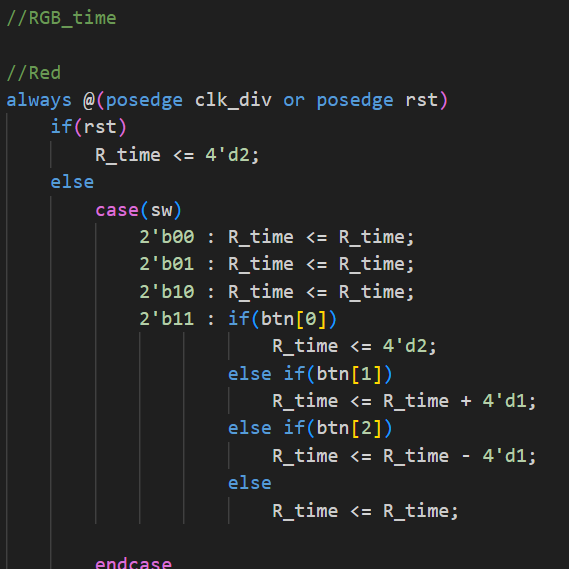 //RGB_time
//Red
always @(posedge clk_div or posedge rst)
if(rst)
R_time <= 4'd2;
else
case(sw)
2'b00 : R_time <= R_time;
2'b01 : R_time <= R_time;
2'b10 : R_time <= R_time;
2'b11 : if(btn[0])
R_time <= 4'd2;
else if(btn[1])
R_time <= R_time + 4'd1;
else if(btn[2])
R_time <= R_time - 4'd1;
else
R_time <= R_time;
endcase